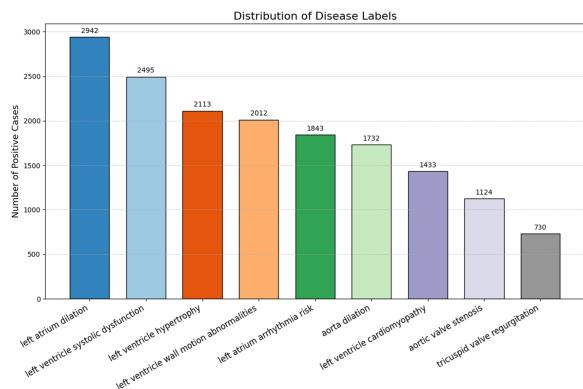 Distribution of Disease Labels
Number of Positive Cases
3000
2500
2000
1500
1000
500
0
2942
2495
2113
2012
1843
1732
1433
1124
730
left atrium dilation
left ventricle systolic dysfunction
left ventricle hypertrophy
left ventricle wall motion abnormalities
left atrium arrhythmia risk
aorta dilation
left ventricle cardiomyopathy
aortic valve stenosis
tricuspid valve regurgitation